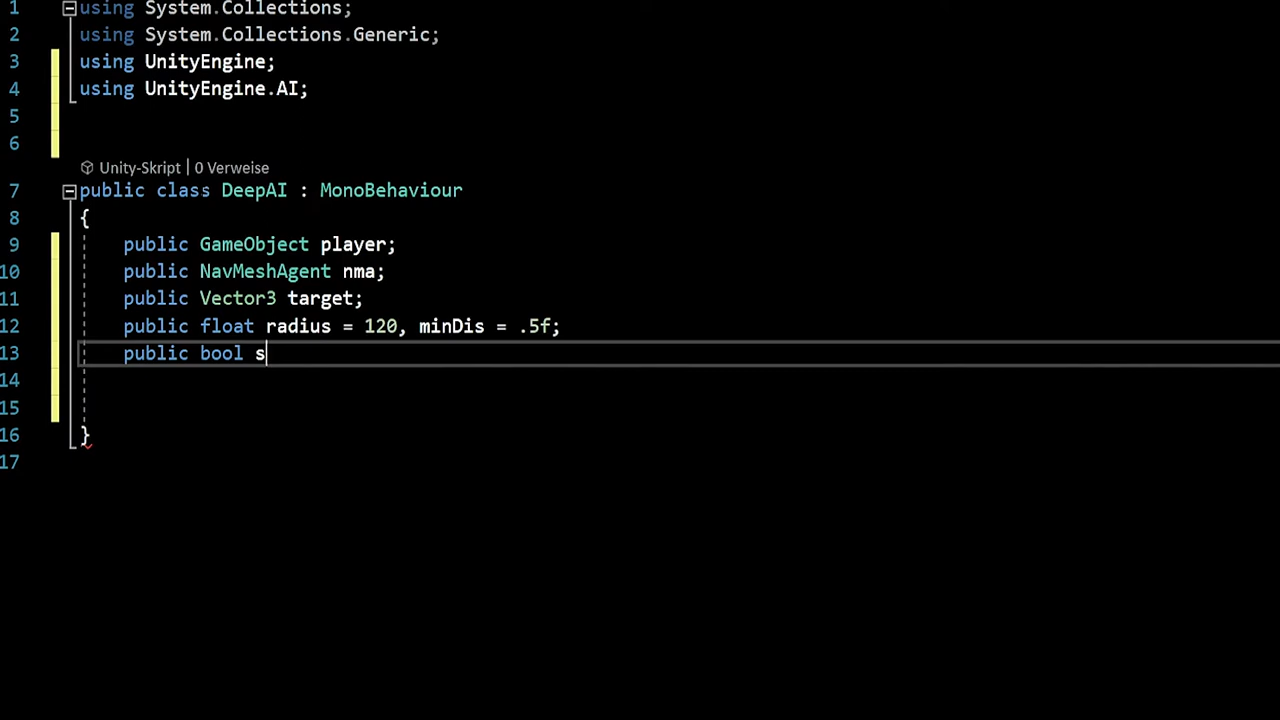 1 using System.Collections;
2 using System.Collections.Generic;
3 using UnityEngine;
4 using UnityEngine.AI;
5
6
Unity-Skript | 0 Verweise
7 public class DeepAI : MonoBehaviour
8 {
9 public GameObject player;
10 public NavMeshAgent nma;
11 public Vector3 target;
12 public float radius = 120, minDis = .5f;
13 public bool s
14
15
16 }
17